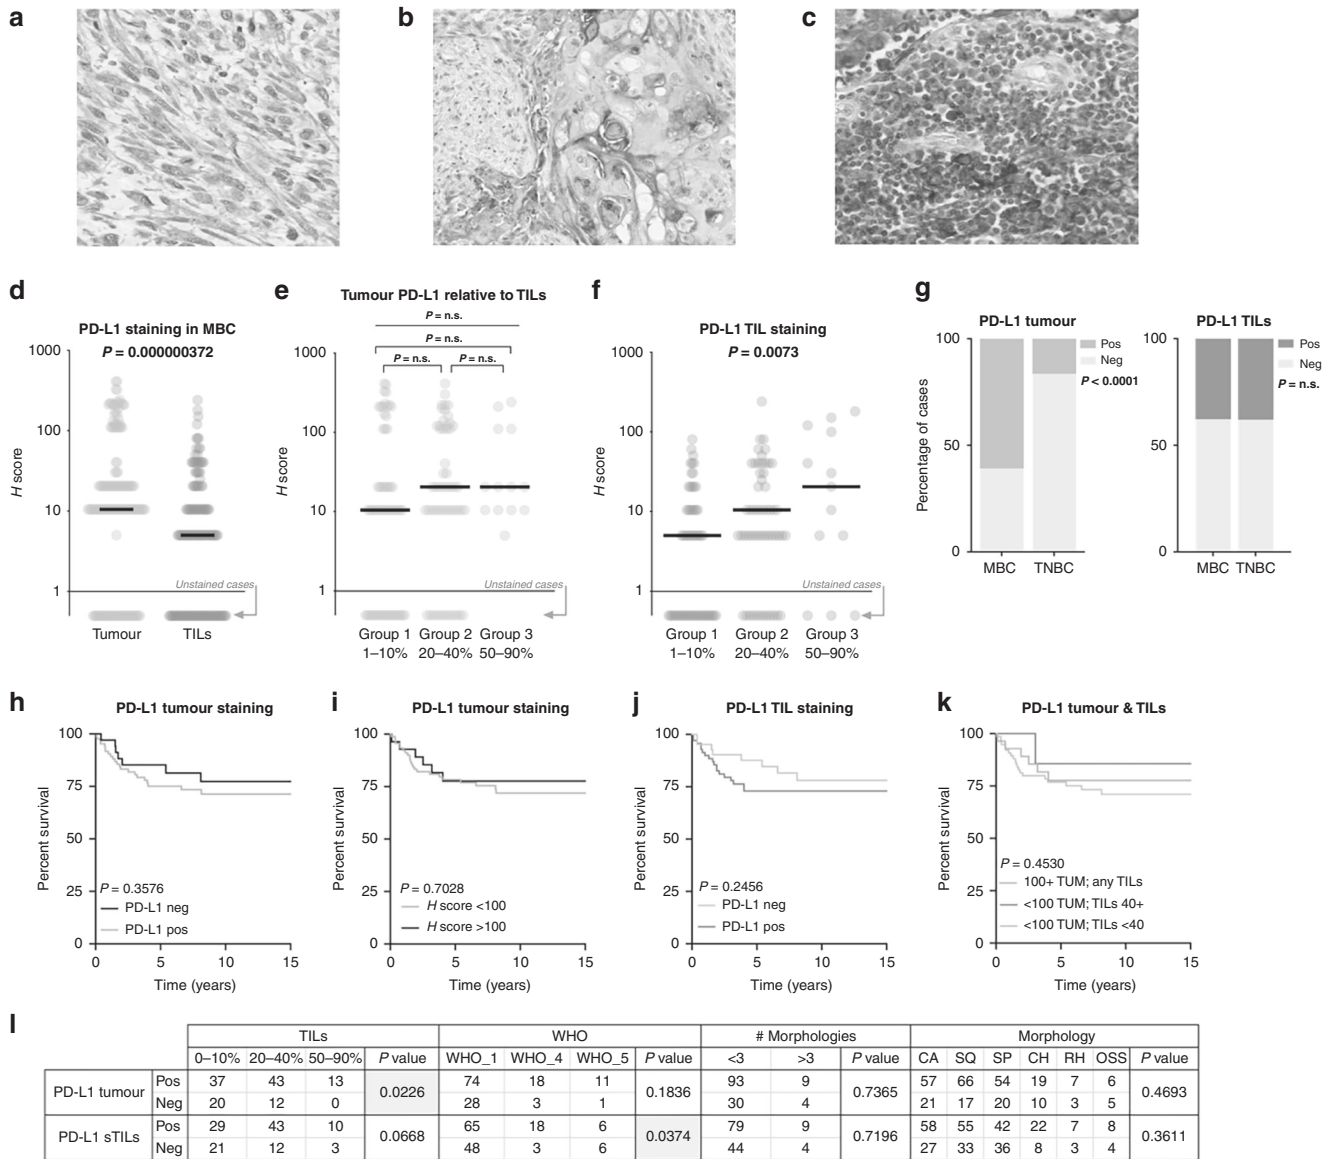 a
b
c
d
PD-L1 staining in MBC
P = 0.000000372
H score
1000
100
10
1
Unstained cases
Tumour
TILs
e
Tumour PD-L1 relative to TILs
P = n.s.
P = n.s.
P = n.s.
P = n.s.
H score
1000
100
10
1
Unstained cases
Group 1 Group 2 Group 3
1–10% 20–40% 50–90%
f
PD-L1 TIL staining
P = 0.0073
H score
1000
100
10
1
Unstained cases
Group 1 Group 2 Group 3
1–10% 20–40% 50–90%
g
PD-L1 tumour
Percentage of cases
100
50
0
Pos
Neg
P < 0.0001
MBC TNBC
PD-L1 TILs
100
50
0
Pos
Neg
P = n.s.
MBC TNBC
h
PD-L1 tumour staining
Percent survival
100
75
50
25
0
P = 0.3576
PD-L1 neg
PD-L1 pos
0 5 10 15
Time (years)
i
PD-L1 tumour staining
Percent survival
100
75
50
25
0
P = 0.7028
H score <100
H score >100
0 5 10 15
Time (years)
j
PD-L1 TIL staining
Percent survival
100
75
50
25
0
P = 0.2456
PD-L1 neg
PD-L1 pos
0 5 10 15
Time (years)
k
PD-L1 tumour & TILs
Percent survival
100
75
50
25
0
P = 0.4530
100+ TUM; any TILs
<100 TUM; TILs 40+
<100 TUM; TILs <40
0 5 10 15
Time (years)
l
TILs WHO # Morphologies Morphology
0–10% 20–40% 50–90% P value WHO_1 WHO_4 WHO_5 P value <3 >3 P value CA SQ SP CH RH OSS P value
PD-L1 tumour Pos 37 43 13 0.0226 74 18 11 0.1836 93 9 0.7365 57 66 54 19 7 6 0.4693
Neg 20 12 0 28 3 1 30 4 21 17 20 10 3 5
PD-L1 sTILs Pos 29 43 10 0.0668 65 18 6 0.0374 79 9 0.7196 58 55 42 22 7 8 0.3611
Neg 21 12 3 48 3 6 44 4 27 33 36 8 3 4